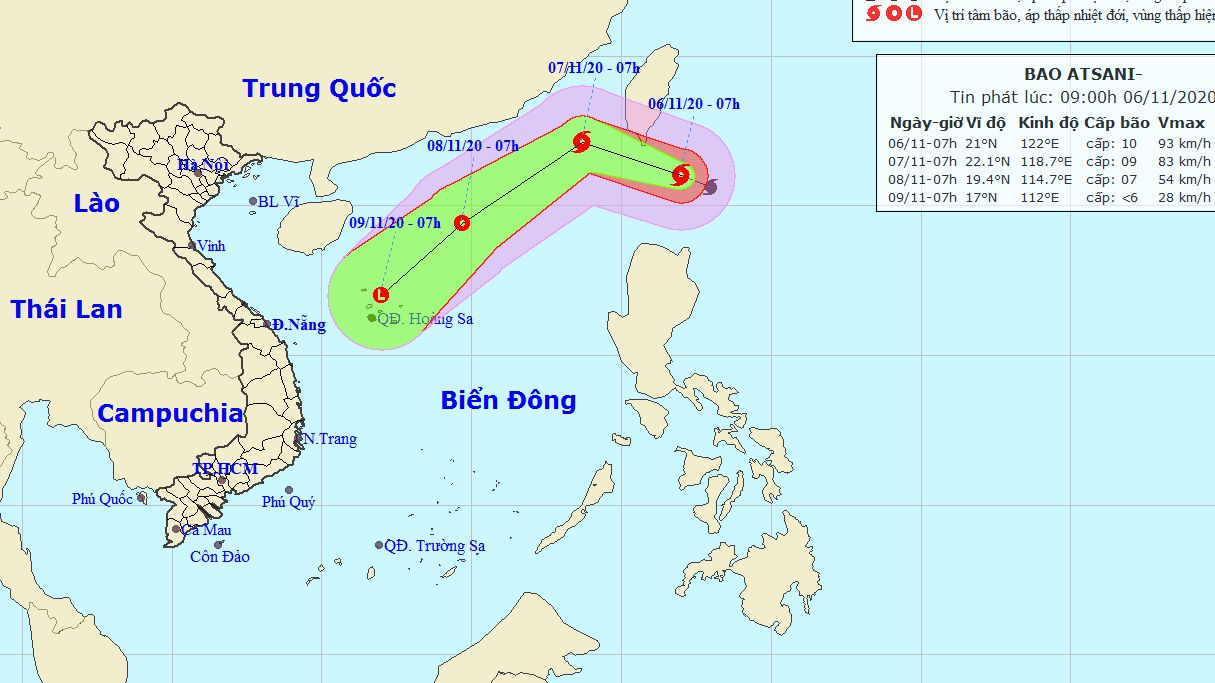 Vị trí tâm bão, áp thấp nhiệt đới, vùng thấp hiện
BAO ATSANI-
Tin phát lúc: 09:00h 06/11/2020
Ngày-giờ Vĩ độ Kinh độ Cấp bão Vmax
06/11-07h 21°N 122°E cấp: 10 93 km/h
07/11-07h 22.1°N 118.7°E cấp: 09 83 km/h
08/11-07h 19.4°N 114.7°E cấp: 07 54 km/h
09/11-07h 17°N 112°E cấp: <6 28 km/h
07/11/20 - 07h
Trung Quốc
06/11/20 - 07h
08/11/20 - 07h
Hà Nội
Lào
BL Vĩ
09/11/20 - 07h
Vinh
L
Thái Lan
QĐ. Hoàng Sa
Đ.Nẵng
Biển Đông
Campuchia
N.Trang
TP.HCM
Phú Quốc
Phú Quý
Cà Mau
QĐ. Trường Sa
Côn Đảo